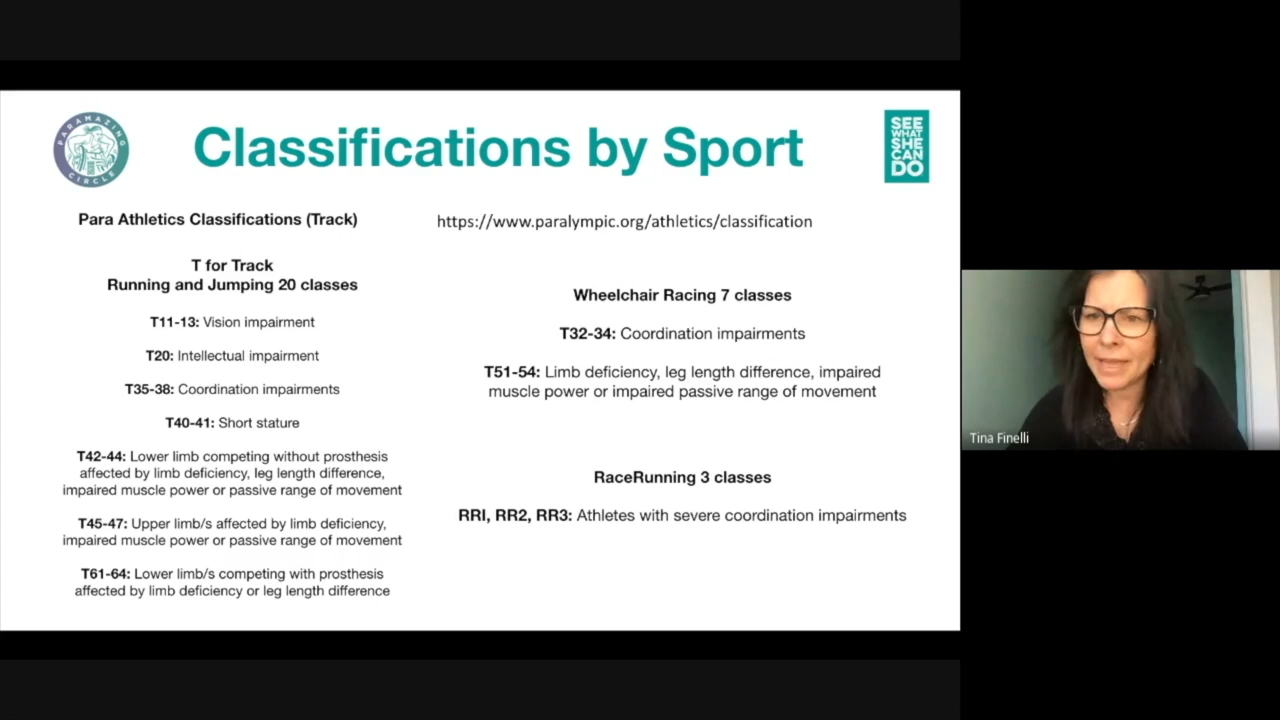 PARAMAZING
CIRCLE
Classifications by Sport
SEE
WHAT
SHE
CAN
DO
Para Athletics Classifications (Track)
https://www.paralympic.org/athletics/classification
T for Track
Running and Jumping 20 classes
T11-13: Vision impairment
T20: Intellectual impairment
T35-38: Coordination impairments
T40-41: Short stature
T42-44: Lower limb competing without prosthesis
affected by limb deficiency, leg length difference,
impaired muscle power or passive range of movement
T45-47: Upper limb/s affected by limb deficiency,
impaired muscle power or passive range of movement
T61-64: Lower limb/s competing with prosthesis
affected by limb deficiency or leg length difference
Wheelchair Racing 7 classes
T32-34: Coordination impairments
T51-54: Limb deficiency, leg length difference, impaired
muscle power or impaired passive range of movement
RaceRunning 3 classes
RRI, RR2, RR3: Athletes with severe coordination impairments
Tina Finelli